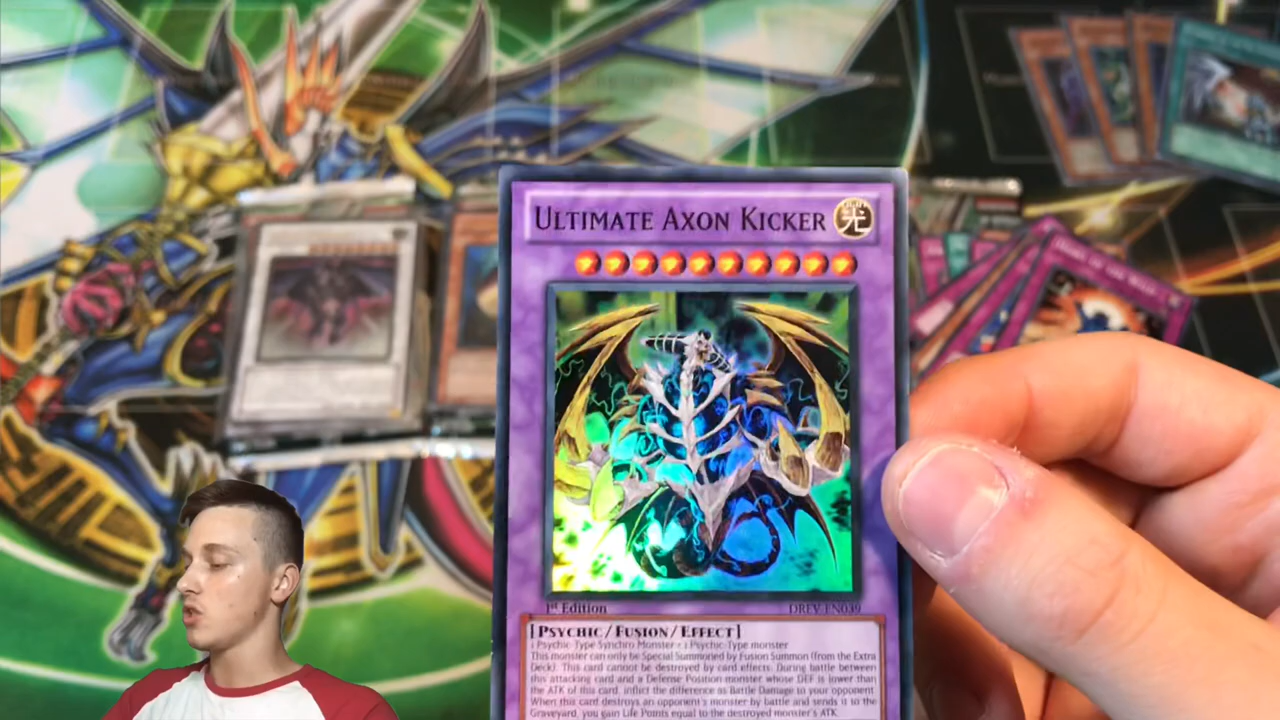 ULTIMATE AXON KICKER
光
1st Edition
DREV-EN039
[PSYCHIC/FUSION/EFFECT]
1 Psychic-Type Synchro Monster + 1 Psychic-Type monster
This monster can only be Special Summoned by Fusion Summon (from the Extra
Deck). This card cannot be destroyed by card effects. During battle between
this attacking card and a Defense Position monster whose DEF is lower than
the ATK of this card, inflict the difference as Battle Damage to your opponent.
When this card destroys an opponent's monster by battle and sends it to the
Graveyard, you gain Life Points equal to the destroyed monster's ATK.